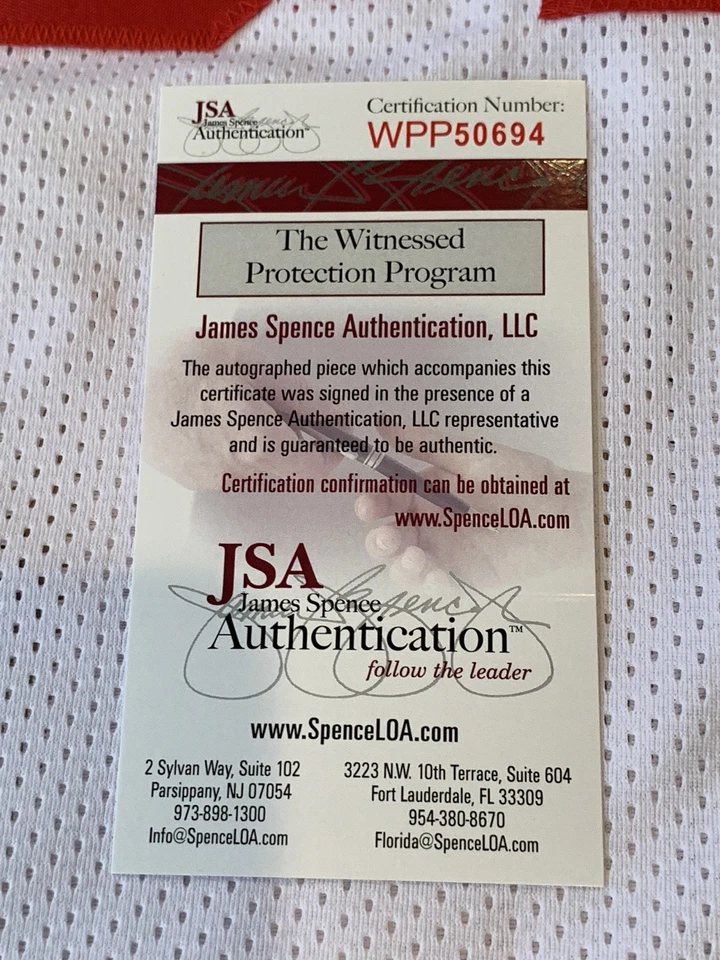 JSA
James Spence
Authentication
Certification Number:
WPP50694
James Spence
The Witnessed
Protection Program
James Spence Authentication, LLC
The autographed piece which accompanies this
certificate was signed in the presence of a
James Spence Authentication, LLC representative
and is guaranteed to be authentic.
Certification confirmation can be obtained at
www.SpenceLOA.com
JSA
James Spence
Authentication™
follow the leader
www.SpenceLOA.com
2 Sylvan Way, Suite 102
Parsippany, NJ 07054
973-898-1300
Info@SpenceLOA.com
3223 N.W. 10th Terrace, Suite 604
Fort Lauderdale, FL 33309
954-380-8670
Florida@SpenceLOA.com